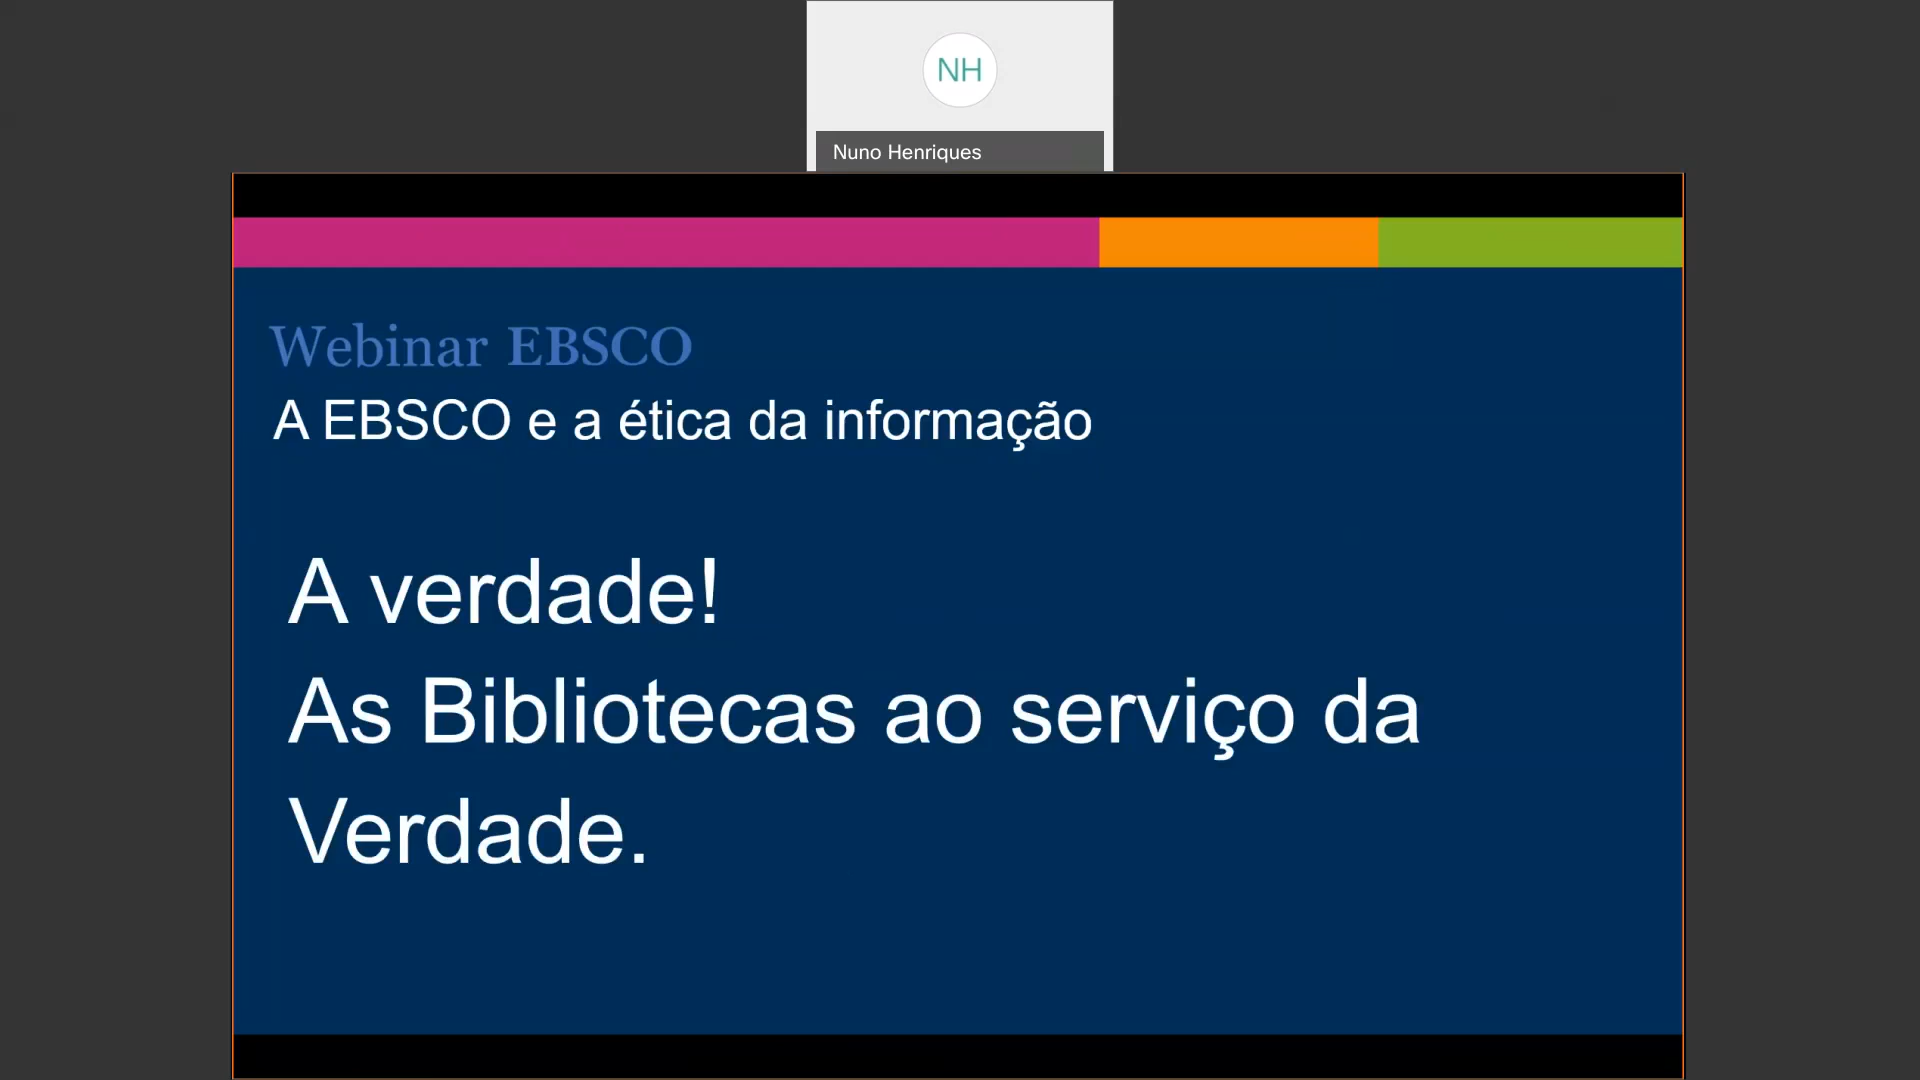 NH
Nuno Henriques
Webinar EBSCO
A EBSCO e a ética da informação
A verdade!
As Bibliotecas ao serviço da
Verdade.